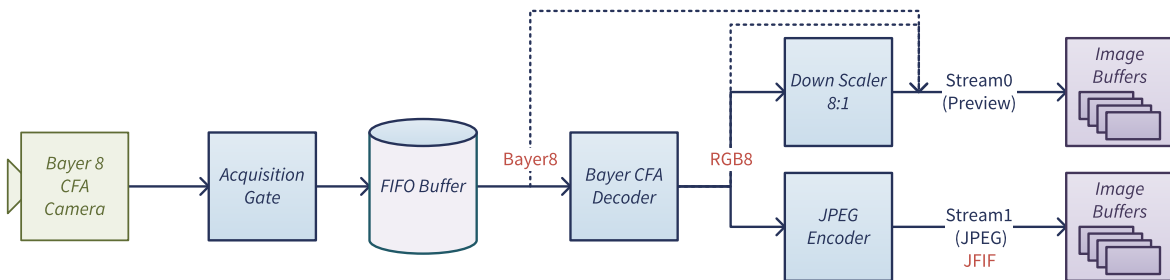 Bayer 8
CFA
Camera
Acquisition
Gate
FIFO Buffer
Bayer8
Bayer CFA
Decoder
RGB8
Down Scaler
8:1
Stream0
(Preview)
Image
Buffers
JPEG
Encoder
Stream1
(JPEG)
JFIF
Image
Buffers